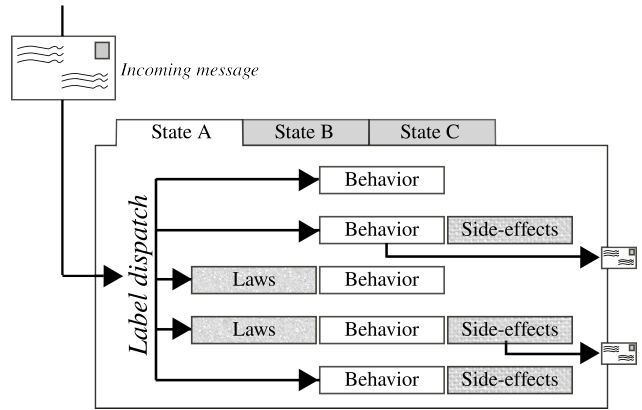 Incoming message
State A
State B
State C
Label dispatch
Behavior
Behavior
Side-effects
Laws
Behavior
Laws
Behavior
Side-effects
Behavior
Side-effects